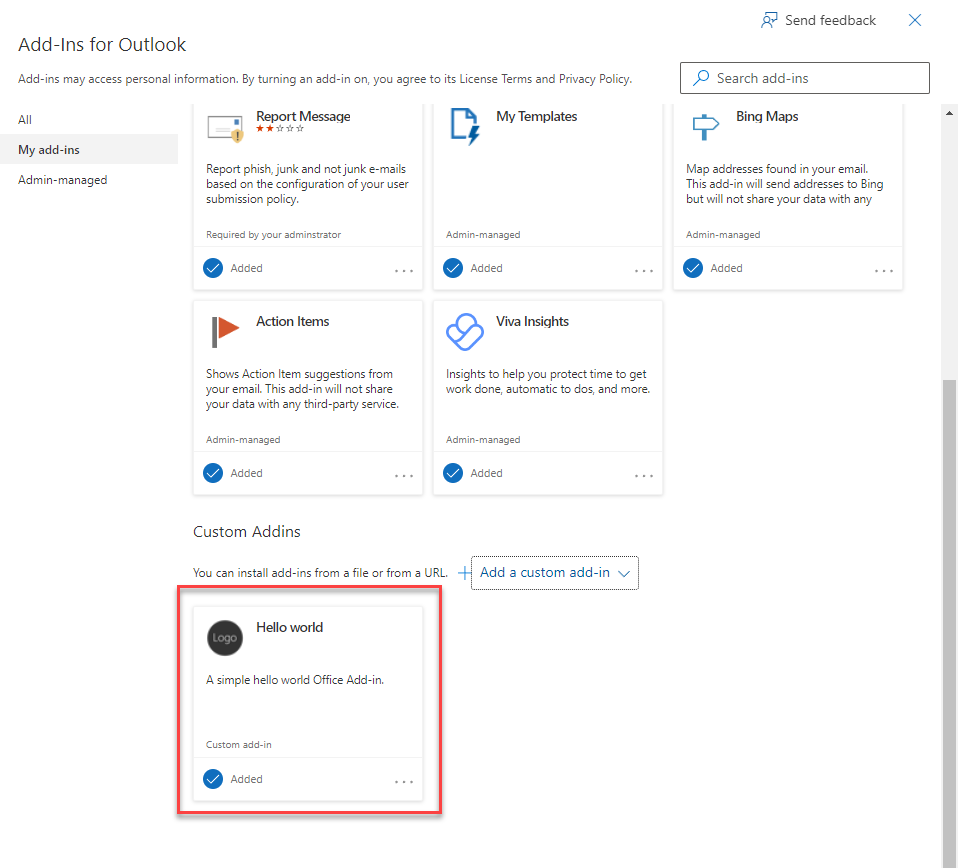 Send feedback
Add-Ins for Outlook
Add-ins may access personal information. By turning an add-in on, you agree to its License Terms and Privacy Policy.
Search add-ins
All
My add-ins
Admin-managed
Report Message
Report phish, junk and not junk e-mails
based on the configuration of your user
submission policy.
Required by your adminstrator
Added
...
My Templates
Admin-managed
Added
...
Bing Maps
Map addresses found in your email.
This add-in will send addresses to Bing
but will not share your data with any
Admin-managed
Added
...
Action Items
Shows Action Item suggestions from
your email. This add-in will not share
your data with any third-party service.
Admin-managed
Added
...
Viva Insights
Insights to help you protect time to get
work done, automatic to dos, and more.
Admin-managed
Added
...
Custom Addins
You can install add-ins from a file or from a URL.
Add a custom add-in
Logo
Hello world
A simple hello world Office Add-in.
Custom add-in
Added
...